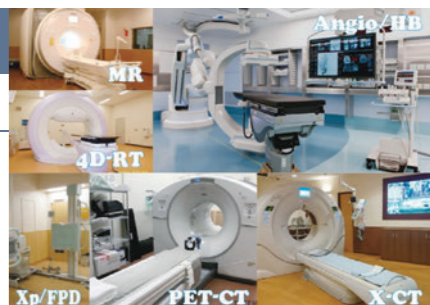 MR
Angio/HB
4D-RT
Xp/FPD
PET-CT
X-CT